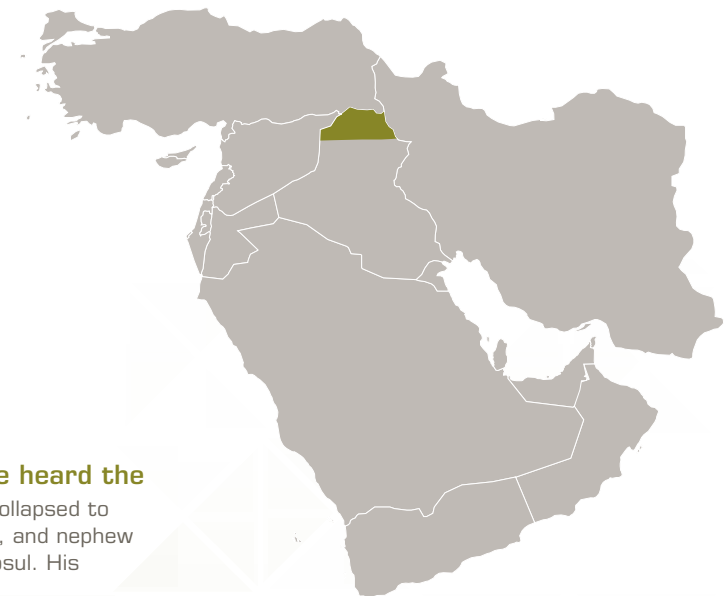 e heard the
ollapsed to
, and nephew
osul. His